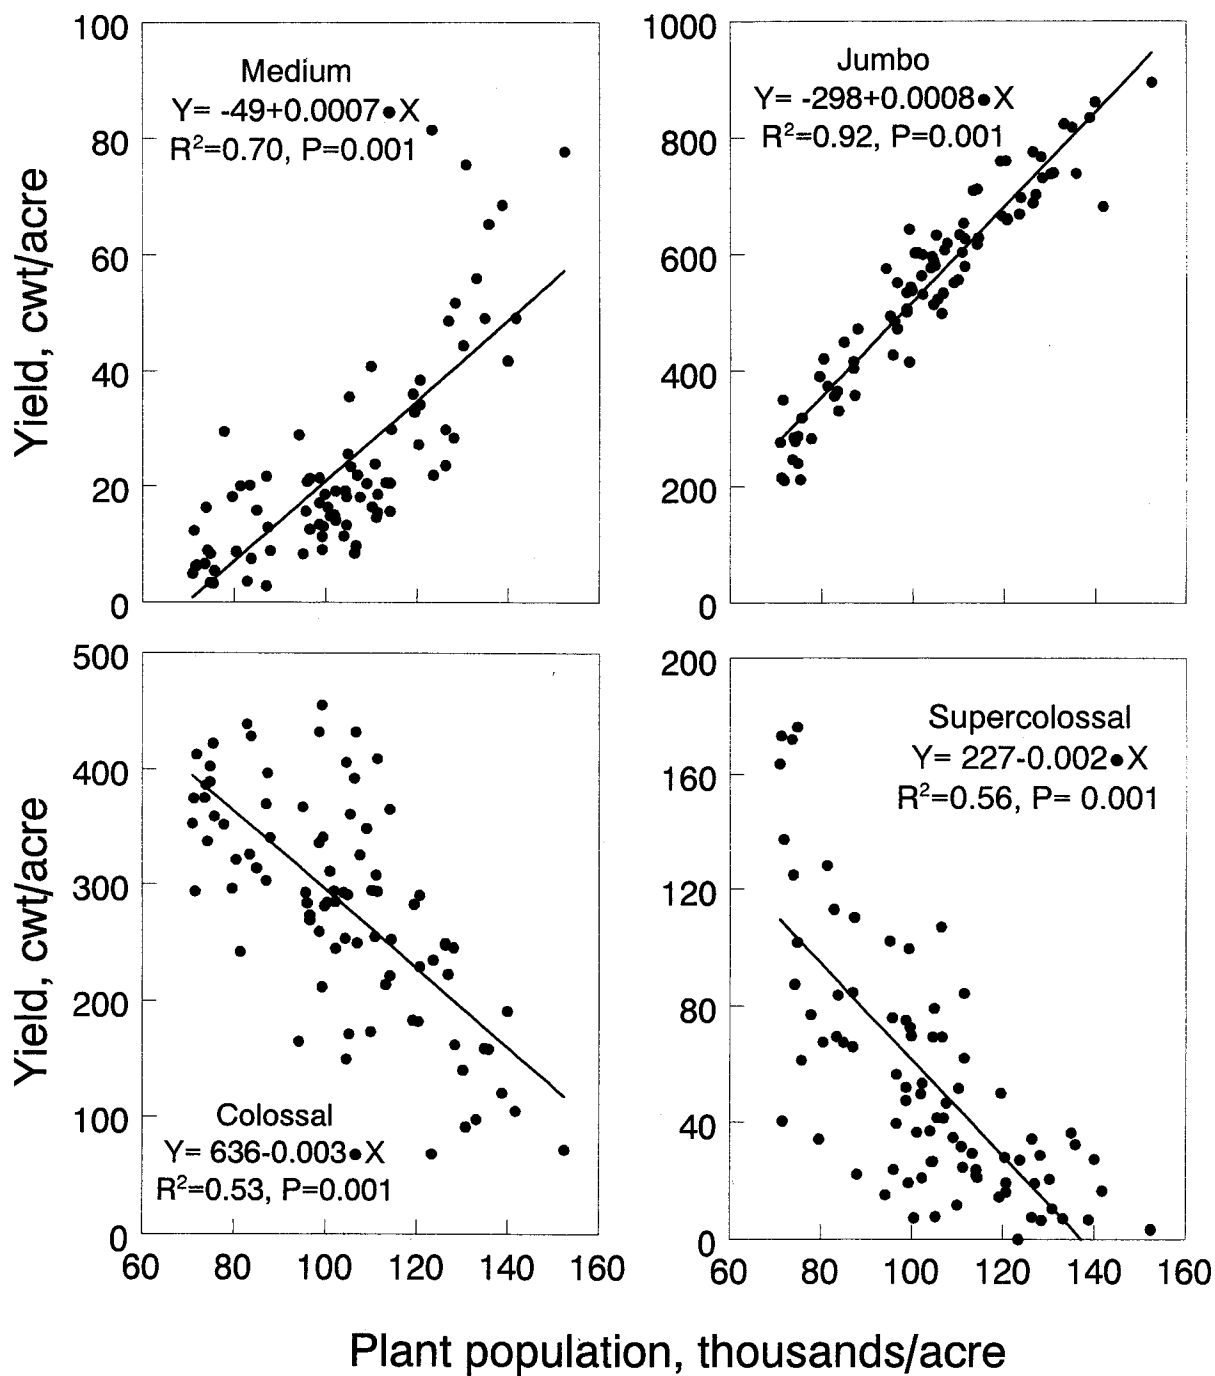 Yield, cwt/acre
100
80
60
40
20
0
Medium
Y= -49+0.0007●X
R²=0.70, P=0.001
1000
800
600
400
200
0
Jumbo
Y= -298+0.0008●X
R²=0.92, P=0.001
Yield, cwt/acre
500
400
300
200
100
0
Colossal
Y= 636-0.003●X
R²=0.53, P=0.001
60 80 100 120 140 160
200
160
120
80
40
0
Supercolossal
Y= 227-0.002●X
R²=0.56, P= 0.001
60 80 100 120 140 160
Plant population, thousands/acre